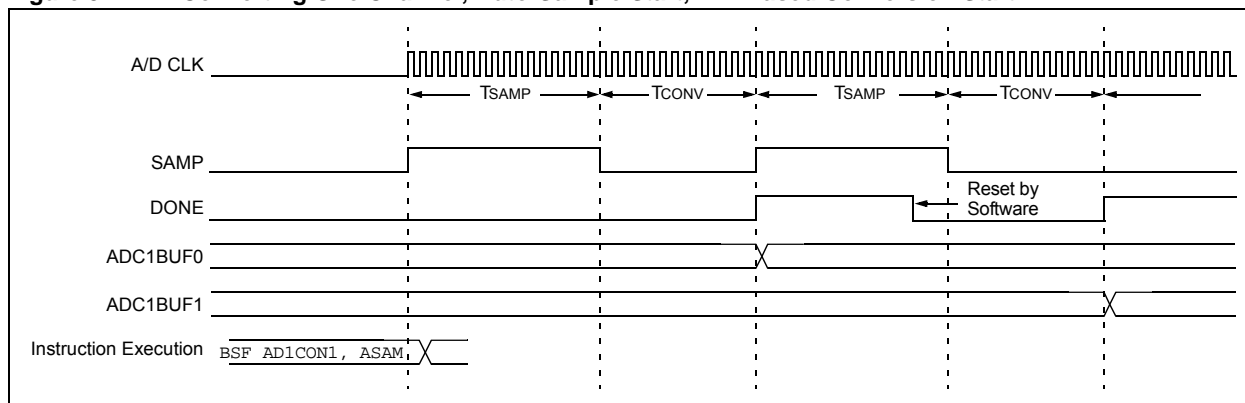 A/D CLK
TSAMP
TCONV
TSAMP
TCONV
SAMP
DONE
Reset by
Software
ADC1BUF0
ADC1BUF1
Instruction Execution
BSF AD1CON1, ASAM